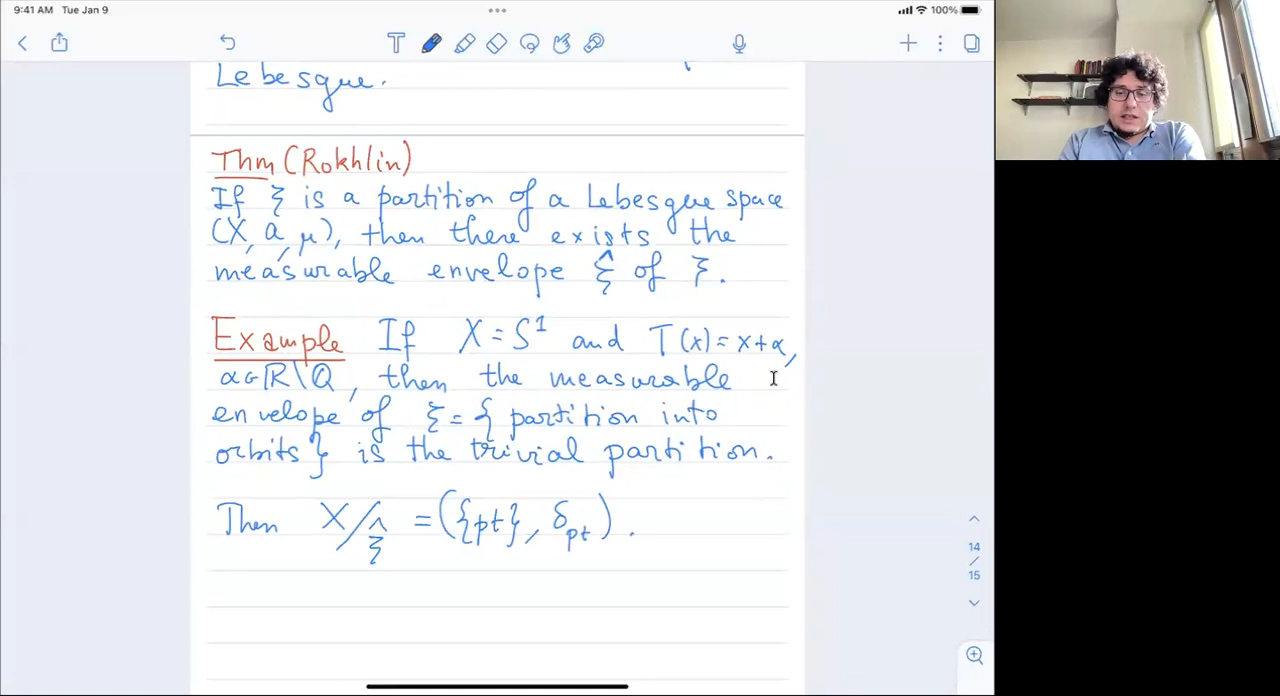 9:41 AM Tue Jan 9
100%
Lebesgue.
Thm (Rokhlin)
If ξ is a partition of a Lebesgue space
(X, a, μ), then there exists the
measurable envelope ξ̂ of ξ.
Example If X = S¹ and T(x) = x+α,
α∈ℝ\ℚ, then the measurable
envelope of ξ = { partition into
orbits } is the trivial partition.
Then X/ξ̂ = ({pt}, δ_pt).
14
/
15